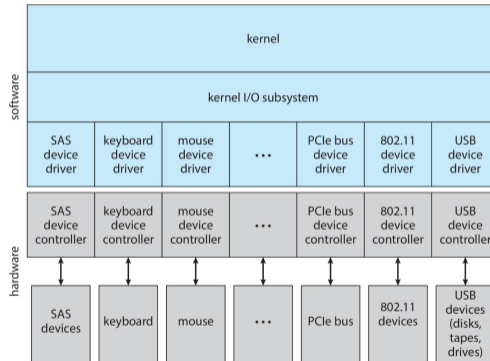 kernel
software
kernel I/O subsystem
SAS
device
driver
keyboard
device
driver
mouse
device
driver
...
PCIe bus
device
driver
802.11
device
driver
USB
device
driver
hardware
SAS
device
controller
keyboard
device
controller
mouse
device
controller
...
PCIe bus
device
controller
802.11
device
controller
USB
device
controller
SAS
devices
keyboard
mouse
...
PCIe bus
802.11
devices
USB
devices
(disks,
tapes,
drives)